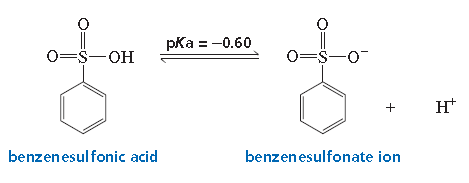 O O
O=S—OH pKa = −0.60 O=S—O⁻
+ H⁺
benzenesulfonic acid benzenesulfonate ion